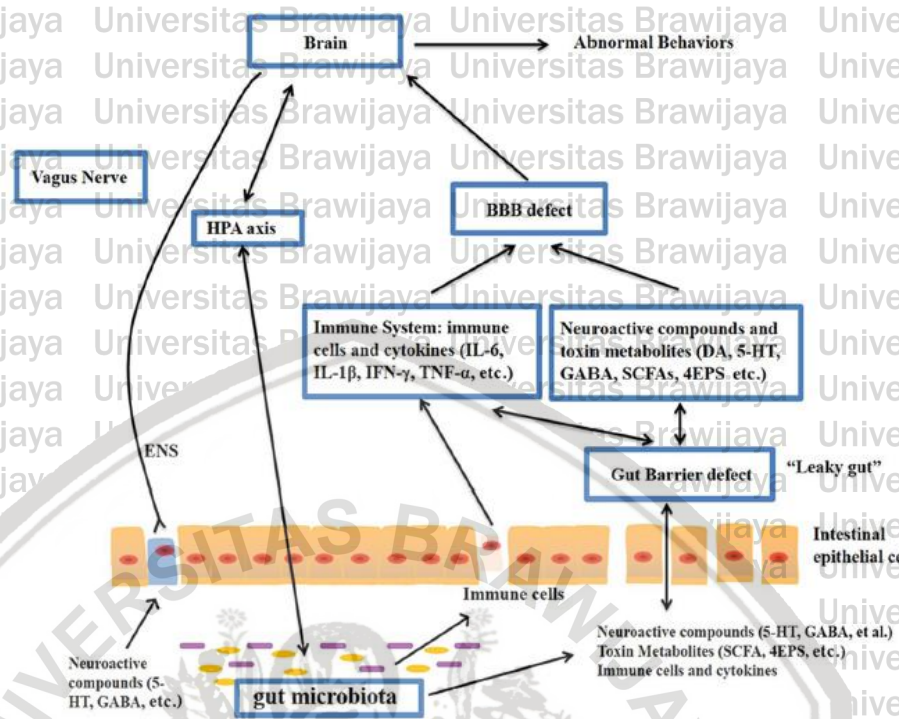 Brain
Abnormal Behaviors
Vagus Nerve
HPA axis
BBB defect
Immune System: immune
cells and cytokines (IL-6,
IL-1β, IFN-γ, TNF-α, etc.)
Neuroactive compounds and
toxin metabolites (DA, 5-HT,
GABA, SCFAs, 4EPS etc.)
ENS
Gut Barrier defect
“Leaky gut”
Intestinal
epithelial ce
Immune cells
Neuroactive
compounds (5-
HT, GABA, etc.)
gut microbiota
Neuroactive compounds (5-HT, GABA, et al.)
Toxin Metabolites (SCFA, 4EPS, etc.)
Immune cells and cytokines
Universitas Brawijaya
UNIVERSITAS BRAWIJ